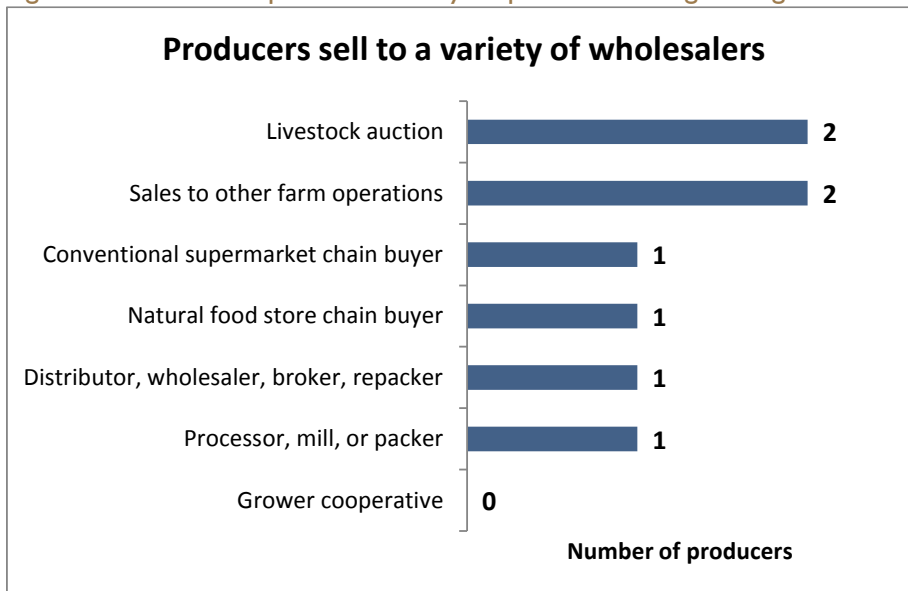 Producers sell to a variety of wholesalers
Livestock auction 2
Sales to other farm operations 2
Conventional supermarket chain buyer 1
Natural food store chain buyer 1
Distributor, wholesaler, broker, repacker 1
Processor, mill, or packer 1
Grower cooperative 0
Number of producers